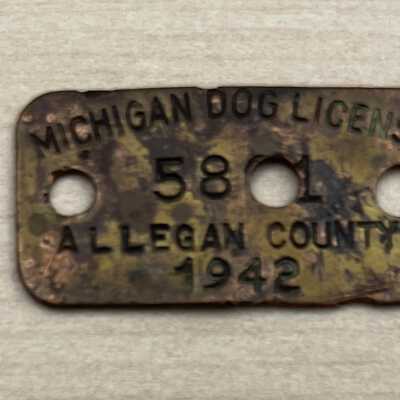 MICHIGAN DOG LICENS
58 1
ALLEGAN COUNTY
1942